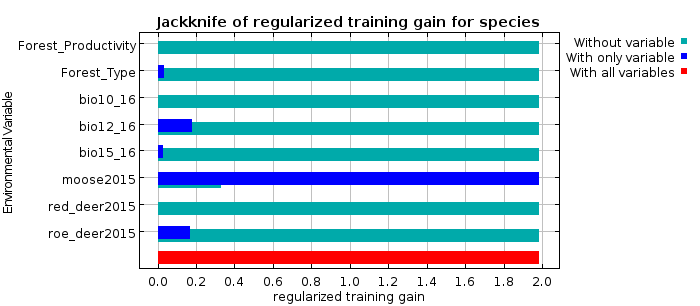 Jackknife of regularized training gain for species
Environmental Variable
Forest_Productivity
Forest_Type
bio10_16
bio12_16
bio15_16
moose2015
red_deer2015
roe_deer2015
Without variable
With only variable
With all variables
0.0 0.2 0.4 0.6 0.8 1.0 1.2 1.4 1.6 1.8 2.0
regularized training gain